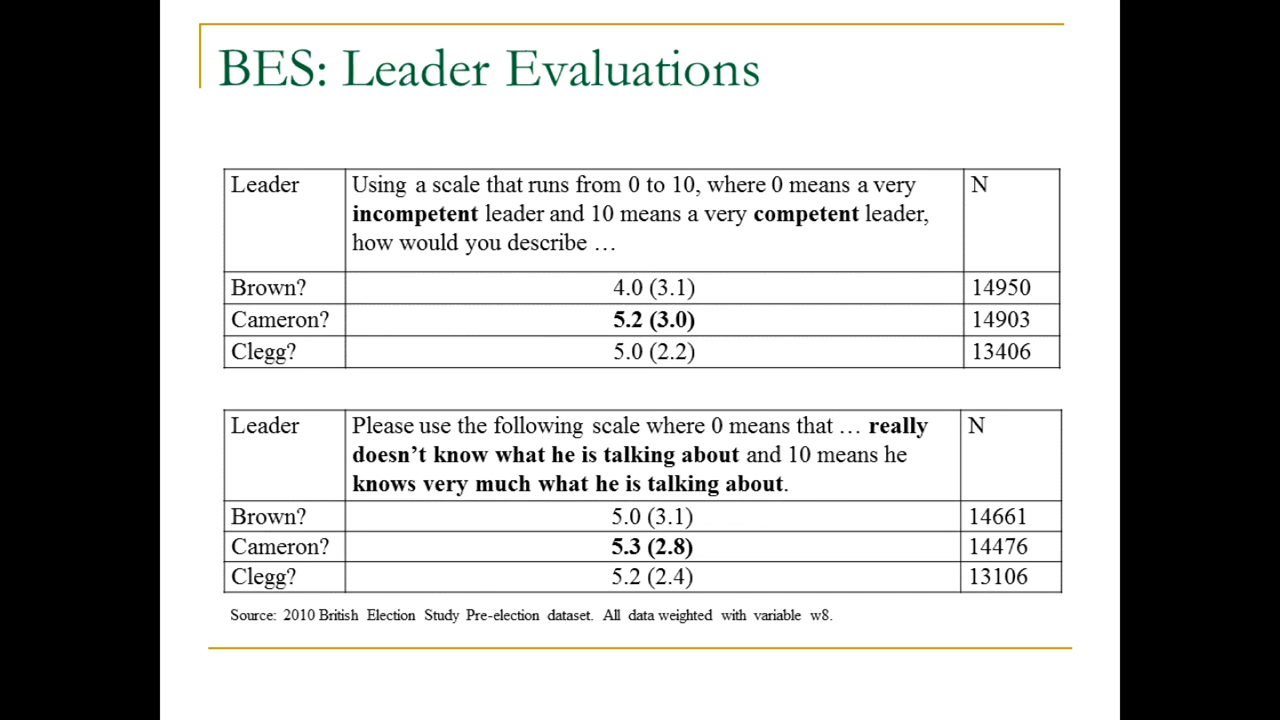 BES: Leader Evaluations
Leader
Using a scale that runs from 0 to 10, where 0 means a very
incompetent leader and 10 means a very competent leader,
how would you describe …
N
Brown?
4.0 (3.1)
14950
Cameron?
5.2 (3.0)
14903
Clegg?
5.0 (2.2)
13406
Leader
Please use the following scale where 0 means that … really
doesn’t know what he is talking about and 10 means he
knows very much what he is talking about.
N
Brown?
5.0 (3.1)
14661
Cameron?
5.3 (2.8)
14476
Clegg?
5.2 (2.4)
13106
Source: 2010 British Election Study Pre-election dataset. All data weighted with variable w8.